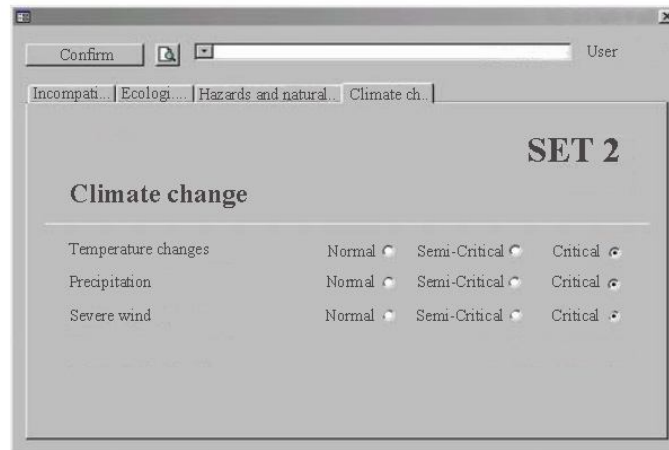 Confirm User
Incompati... Ecologi.... Hazards and natural.. Climate ch..
SET 2
Climate change
Temperature changes Normal Semi-Critical Critical
Precipitation Normal Semi-Critical Critical
Severe wind Normal Semi-Critical Critical